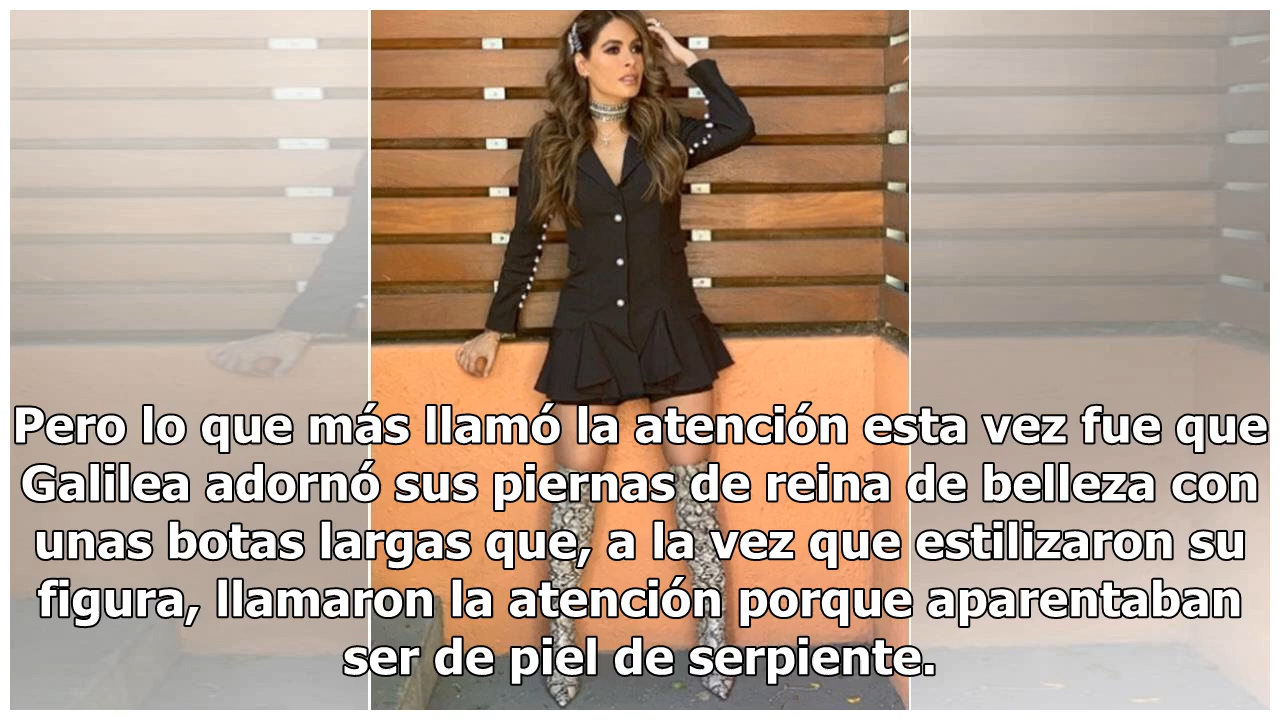 Pero lo que más llamó la atención esta vez fue que
Galilea adornó sus piernas de reina de belleza con
unas botas largas que, a la vez que estilizaron su
figura, llamaron la atención porque aparentaban
ser de piel de serpiente.